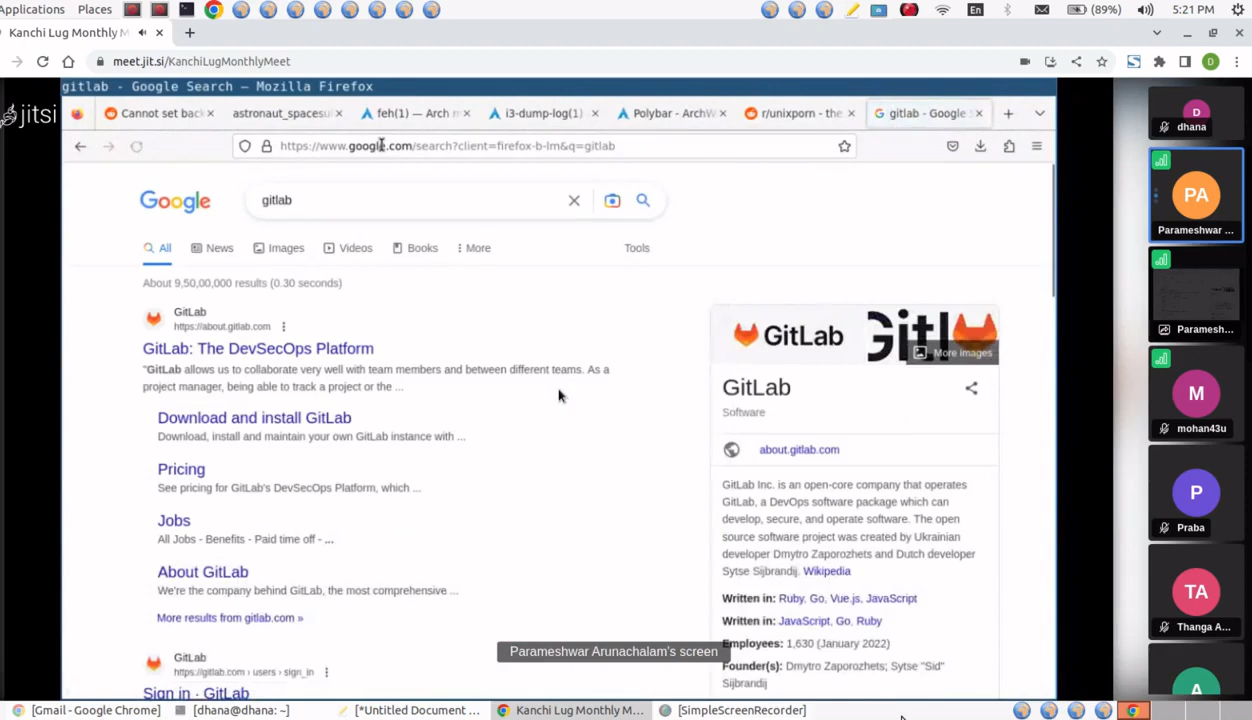 Applications Places
En
(89%)
5:21 PM
Kanchi Lug Monthly M
meet.jit.si/KanchiLugMonthlyMeet
D
jitsi
gitlab - Google Search — Mozilla Firefox
Cannot set back
astronaut_spacesui
feh(1) — Arch m
i3-dump-log(1)
Polybar - ArchW
r/unixporn - the
gitlab - Google
https://www.google.com/search?client=firefox-b-lm&q=gitlab
Google
gitlab
All
News
Images
Videos
Books
More
Tools
About 9,50,00,000 results (0.30 seconds)
GitLab
https://about.gitlab.com
GitLab: The DevSecOps Platform
"GitLab allows us to collaborate very well with team members and between different teams. As a
project manager, being able to track a project or the ...
Download and install GitLab
Download, install and maintain your own GitLab instance with ...
Pricing
See pricing for GitLab's DevSecOps Platform, which ...
Jobs
All Jobs - Benefits - Paid time off - ...
About GitLab
We're the company behind GitLab, the most comprehensive ...
More results from gitlab.com »
GitLab
https://gitlab.com › users › sign_in
Sign in · GitLab
GitLab
Gitl
More images
GitLab
Software
about.gitlab.com
GitLab Inc. is an open-core company that operates
GitLab, a DevOps software package which can
develop, secure, and operate software. The open
source software project was created by Ukrainian
developer Dmytro Zaporozhets and Dutch developer
Sytse Sijbrandij. Wikipedia
Written in: Ruby, Go, Vue.js, JavaScript
Written in: JavaScript, Go, Ruby
Employees: 1,630 (January 2022)
Founder(s): Dmytro Zaporozhets; Sytse "Sid"
Sijbrandij
Parameshwar Arunachalam's screen
D
dhana
PA
Parameshwar ...
Paramesh...
M
mohan43u
P
Praba
TA
Thanga A...
A
[Gmail - Google Chrome]
[dhana@dhana: ~]
[*Untitled Document ...
Kanchi Lug Monthly M...
[SimpleScreenRecorder]